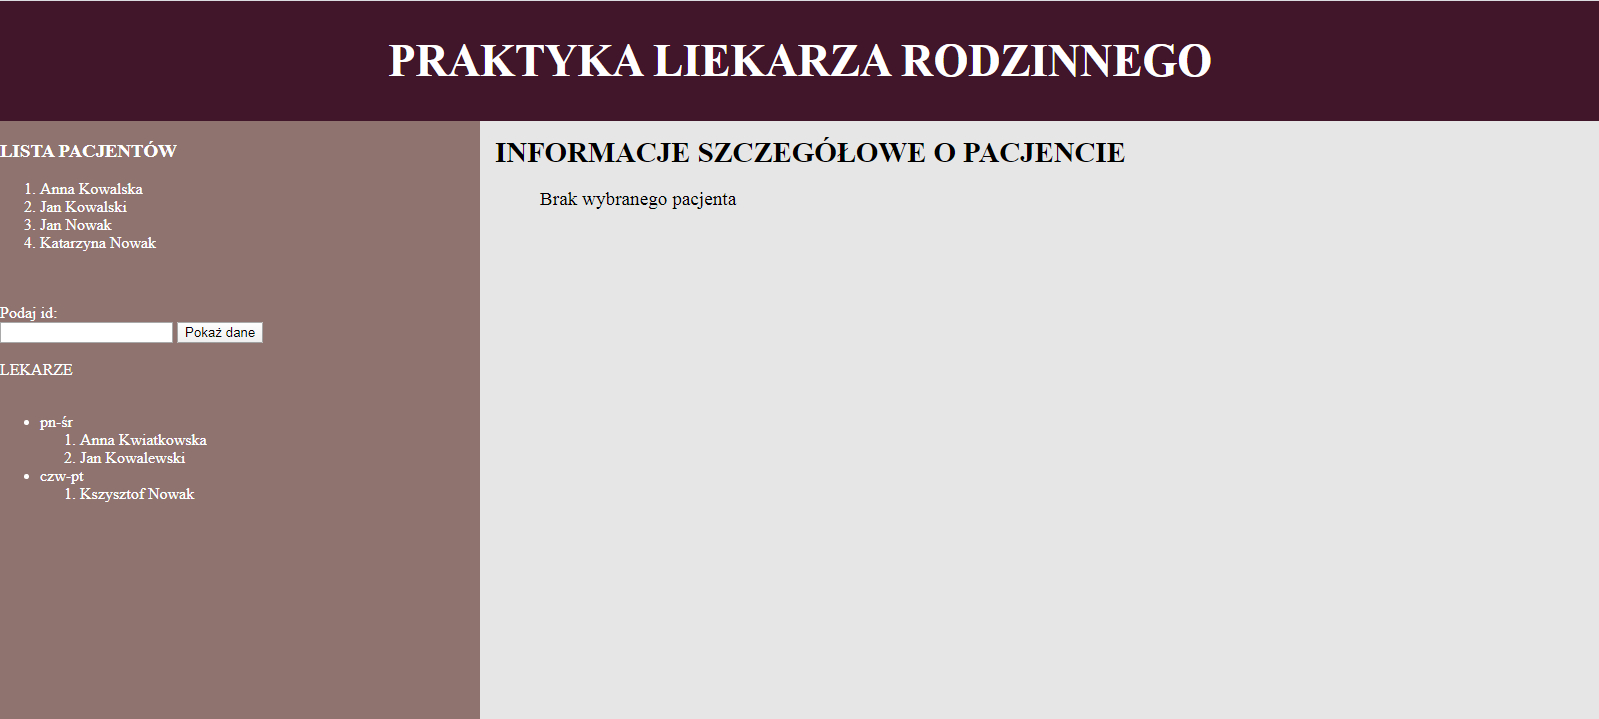 PRAKTYKA LIEKARZA RODZINNEGO
LISTA PACJENTÓW
1. Anna Kowalska
2. Jan Kowalski
3. Jan Nowak
4. Katarzyna Nowak
Podaj id:
Pokaż dane
LEKARZE
• pn-śr
1. Anna Kwiatkowska
2. Jan Kowalewski
• czw-pt
1. Kszysztof Nowak
INFORMACJE SZCZEGÓŁOWE O PACJENCIE
Brak wybranego pacjenta